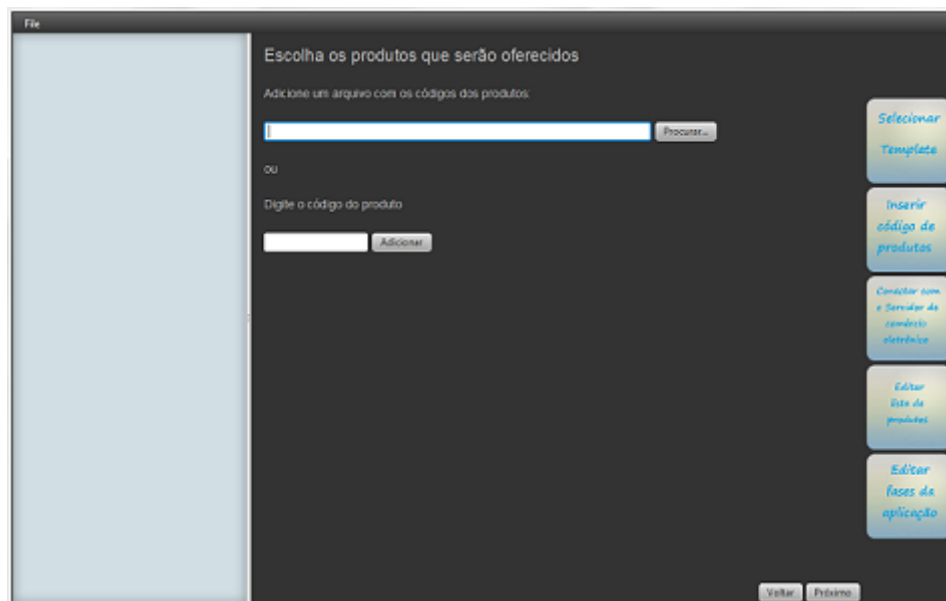 File
Escolha os produtos que serão oferecidos
Adicione um arquivo com os códigos dos produtos:
Procurar...
ou
Digite o código do produto
Adicionar
Selecionar
Template
Inserir
código de
produtos
Conectar com
o Servidor de
comércio
eletrônico
Editar
lista de
produtos
Editar
fases da
aplicação
Voltar
Próximo